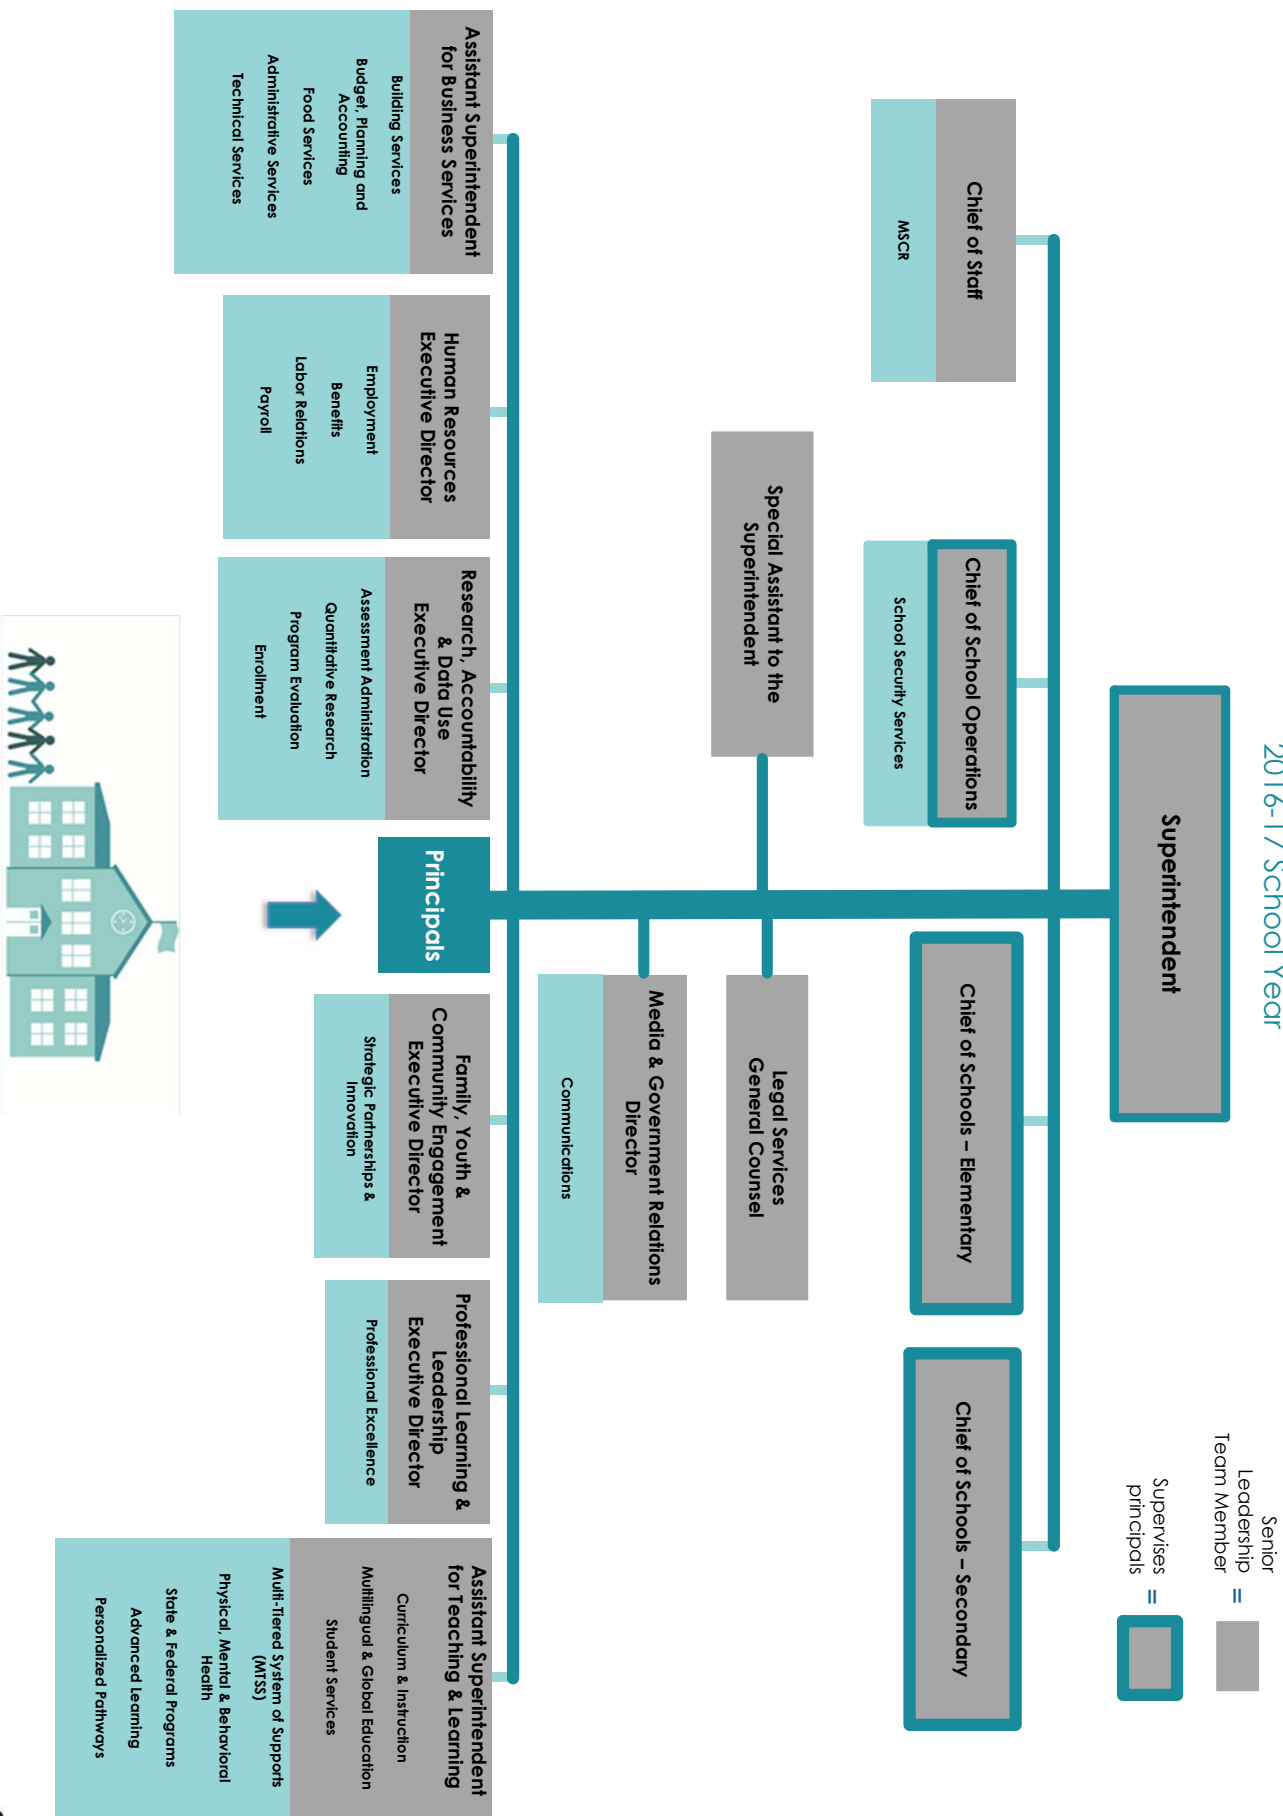 2016-17 School Year
Senior
Leadership
Team Member
=
Supervises
principals
=
Superintendent
Chief of Staff
MSCR
Chief of School Operations
School Security Services
Chief of Schools – Elementary
Chief of Schools – Secondary
Special Assistant to the
Superintendent
Legal Services
General Counsel
Media & Government Relations
Director
Communications
Assistant Superintendent
for Business Services
Building Services
Budget, Planning and
Accounting
Food Services
Administrative Services
Technical Services
Human Resources
Executive Director
Employment
Benefits
Labor Relations
Payroll
Research, Accountability
& Data Use
Executive Director
Assessment Administration
Quantitative Research
Program Evaluation
Enrollment
Principals
Family, Youth &
Community Engagement
Executive Director
Strategic Partnerships &
Innovation
Professional Learning &
Leadership
Executive Director
Professional Excellence
Assistant Superintendent
for Teaching & Learning
Curriculum & Instruction
Multilingual & Global Education
Student Services
Multi-Tiered System of Supports
(MTSS)
Physical, Mental & Behavioral
Health
State & Federal Programs
Advanced Learning
Personalized Pathways